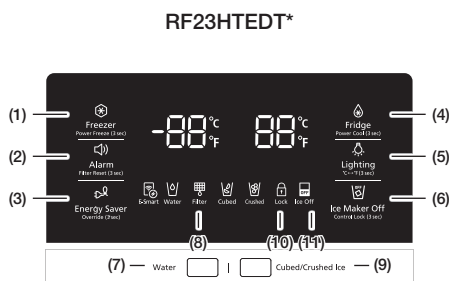 RF23HTEDT*
(1)
Freezer
Power Freeze (3 sec)
(2)
Alarm
Filter Reset (3 sec)
(3)
Energy Saver
Override (3sec)
-88 °C °F
88 °C °F
(4)
Fridge
Power Cool (3 sec)
(5)
Lighting
°C↔°F (3 sec)
(6)
OFF
Ice Maker Off
Control Lock (3 sec)
E-Smart Water Filter Cubed Crushed Lock OFF Ice Off
(8) (10) (11)
(7) Water | Cubed/Crushed Ice (9)